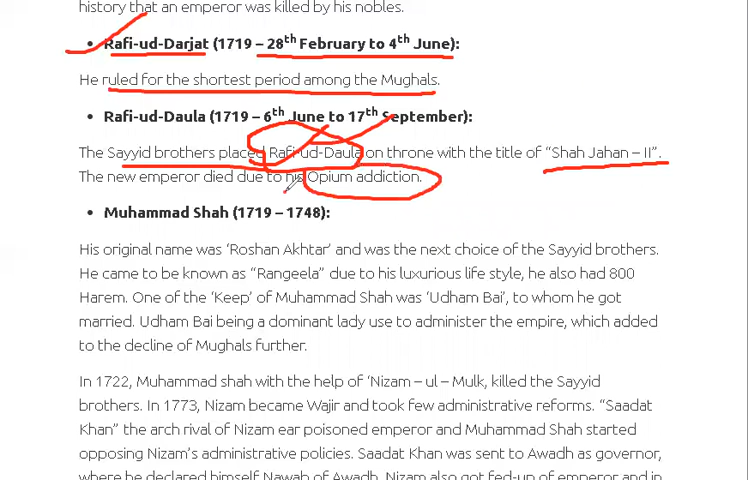 history that an emperor was killed by his nobles.
• Rafi-ud-Darjat (1719 – 28th February to 4th June):
He ruled for the shortest period among the Mughals.
• Rafi-ud-Daula (1719 – 6th June to 17th September):
The Sayyid brothers placed Rafi-ud-Daula on throne with the title of “Shah Jahan – II”.
The new emperor died due to his Opium addiction.
• Muhammad Shah (1719 – 1748):
His original name was ‘Roshan Akhtar’ and was the next choice of the Sayyid brothers.
He came to be known as “Rangeela” due to his luxurious life style, he also had 800
Harem. One of the ‘Keep’ of Muhammad Shah was ‘Udham Bai’, to whom he got
married. Udham Bai being a dominant lady use to administer the empire, which added
to the decline of Mughals further.
In 1722, Muhammad shah with the help of ‘Nizam – ul – Mulk, killed the Sayyid
brothers. In 1773, Nizam became Wajir and took few administrative reforms. “Saadat
Khan” the arch rival of Nizam ear poisoned emperor and Muhammad Shah started
opposing Nizam’s administrative policies. Saadat Khan was sent to Awadh as governor,
where he declared himself Nawab of Awadh. Nizam also got fed-up of emperor and in